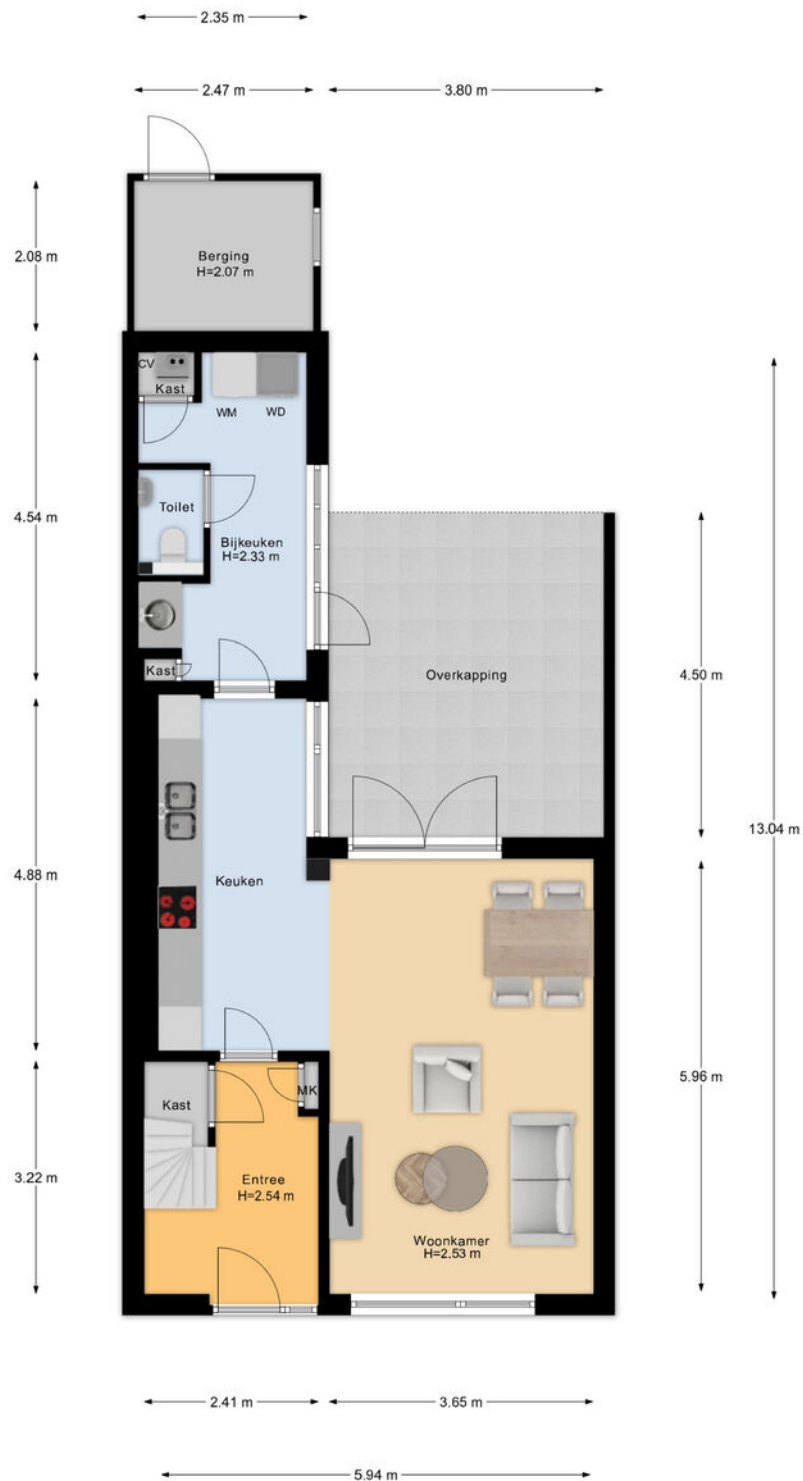 2.35 m
2.47 m
3.80 m
2.08 m
Berging
H=2.07 m
CV
Kast
WM
WD
13.04 m
4.54 m
Toilet
Bijkeuken
H=2.33 m
Kast
Overkapping
4.50 m
4.88 m
Keuken
5.96 m
Kast
MK
3.22 m
Entree
H=2.54 m
Woonkamer
H=2.53 m
2.41 m
3.65 m
5.94 m